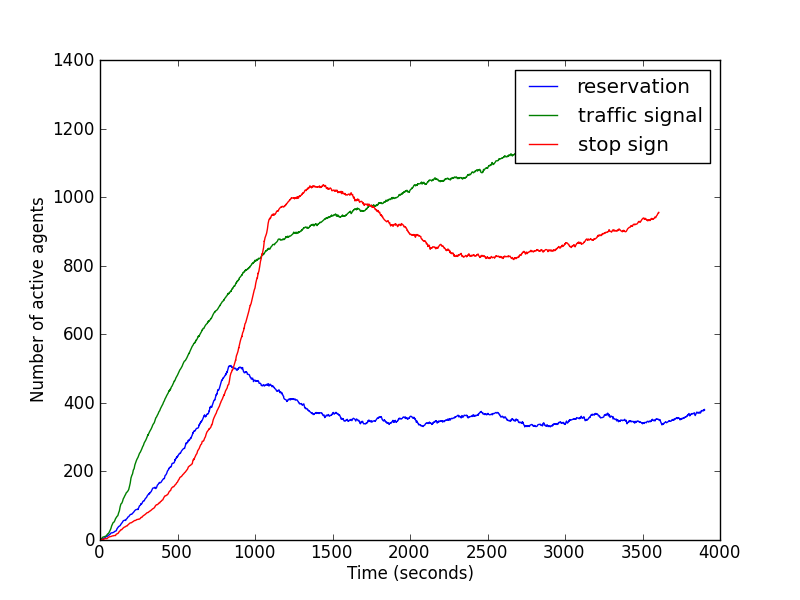 1400
1200
1000
800
600
400
200
0
Number of active agents
reservation
traffic signal
stop sign
0 500 1000 1500 2000 2500 3000 3500 4000
Time (seconds)